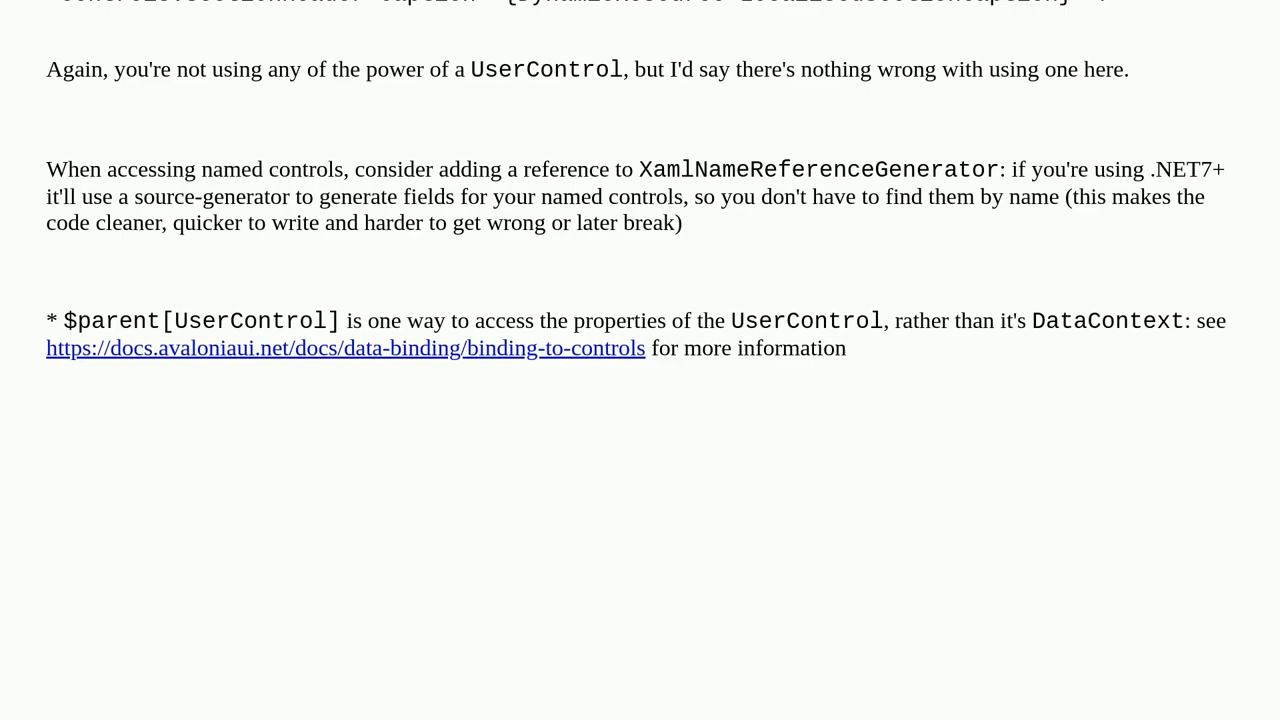 Again, you're not using any of the power of a UserControl, but I'd say there's nothing wrong with using one here.
When accessing named controls, consider adding a reference to XamlNameReferenceGenerator: if you're using .NET7+
it'll use a source-generator to generate fields for your named controls, so you don't have to find them by name (this makes the
code cleaner, quicker to write and harder to get wrong or later break)
* $parent[UserControl] is one way to access the properties of the UserControl, rather than it's DataContext: see
https://docs.avaloniaui.net/docs/data-binding/binding-to-controls for more information